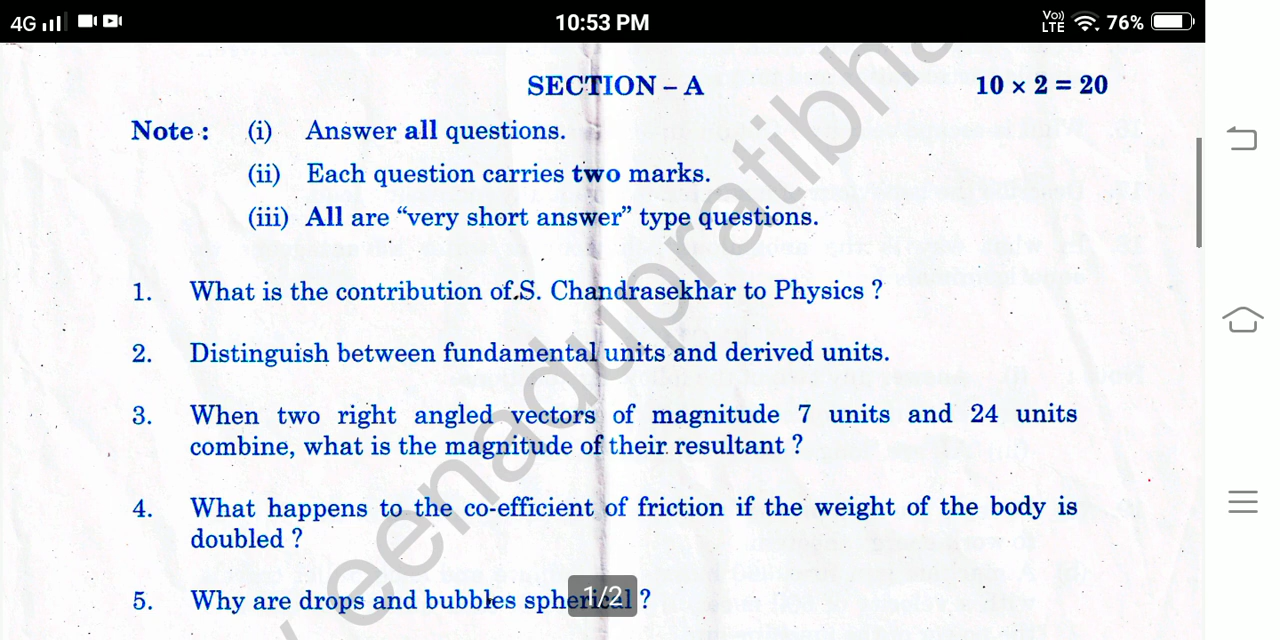 4G 10:53 PM Vo)) LTE 76%
SECTION – A 10 × 2 = 20
Note : (i) Answer all questions.
(ii) Each question carries two marks.
(iii) All are “very short answer” type questions.
1. What is the contribution of S. Chandrasekhar to Physics ?
2. Distinguish between fundamental units and derived units.
3. When two right angled vectors of magnitude 7 units and 24 units
combine, what is the magnitude of their resultant ?
4. What happens to the co-efficient of friction if the weight of the body is
doubled ?
5. Why are drops and bubbles spherical ?
1/2
eenadupratibha